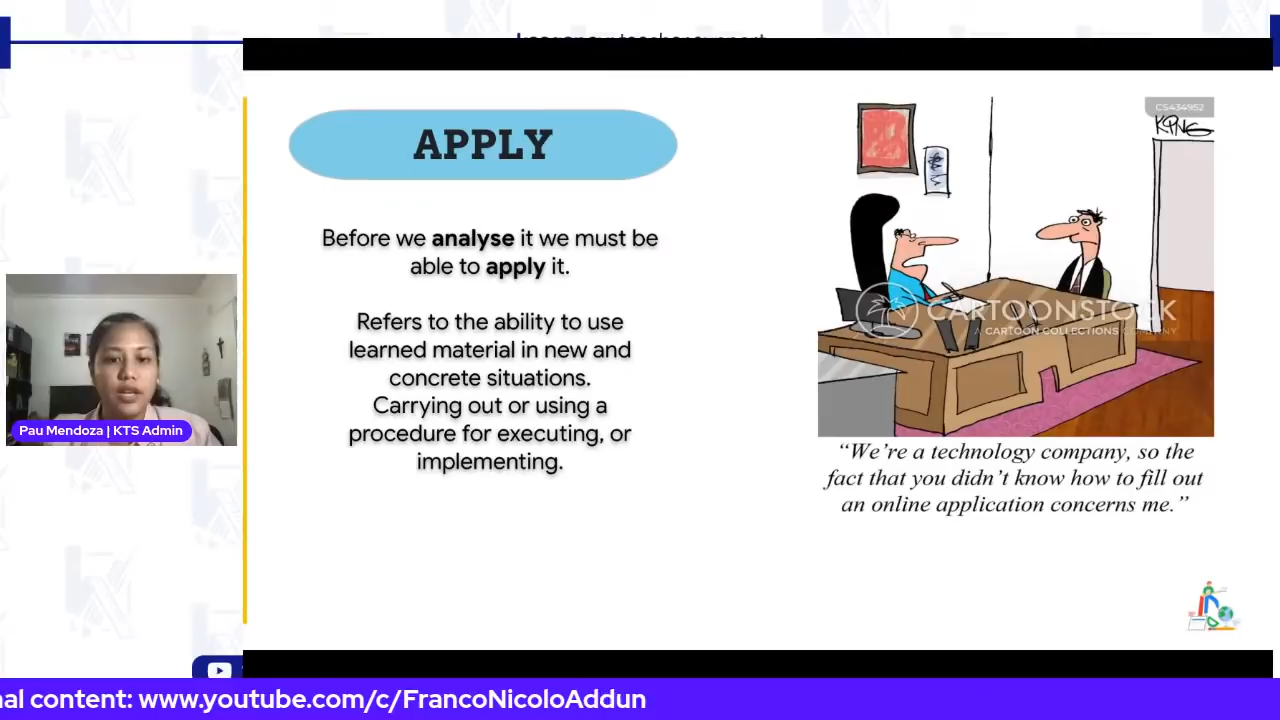 APPLY
Before we analyse it we must be
able to apply it.
Refers to the ability to use
learned material in new and
concrete situations.
Carrying out or using a
procedure for executing, or
implementing.
CS434952
CARTOONSTOCK
A CARTOON COLLECTIONS COMPANY
“We’re a technology company, so the
fact that you didn’t know how to fill out
an online application concerns me.”
Pau Mendoza | KTS Admin
nal content: www.youtube.com/c/FrancoNicoloAddun